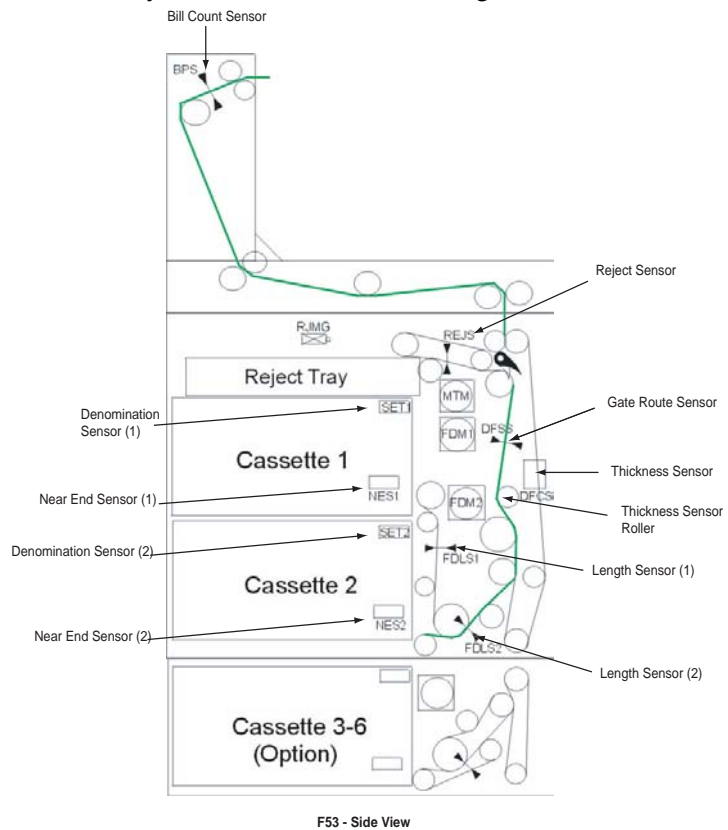 Bill Count Sensor
BPS
Reject Sensor
RJMG
REJS
Reject Tray
MTM
Denomination
Sensor (1)
SET1
Gate Route Sensor
FDM1
DFSS
Cassette 1
Thickness Sensor
Near End Sensor (1)
NES1
FDM2
DFCS
Thickness Sensor
Roller
Denomination Sensor (2)
SET2
FDLS1
Length Sensor (1)
Cassette 2
Near End Sensor (2)
NES2
FDLS2
Length Sensor (2)
Cassette 3-6
(Option)
F53 - Side View